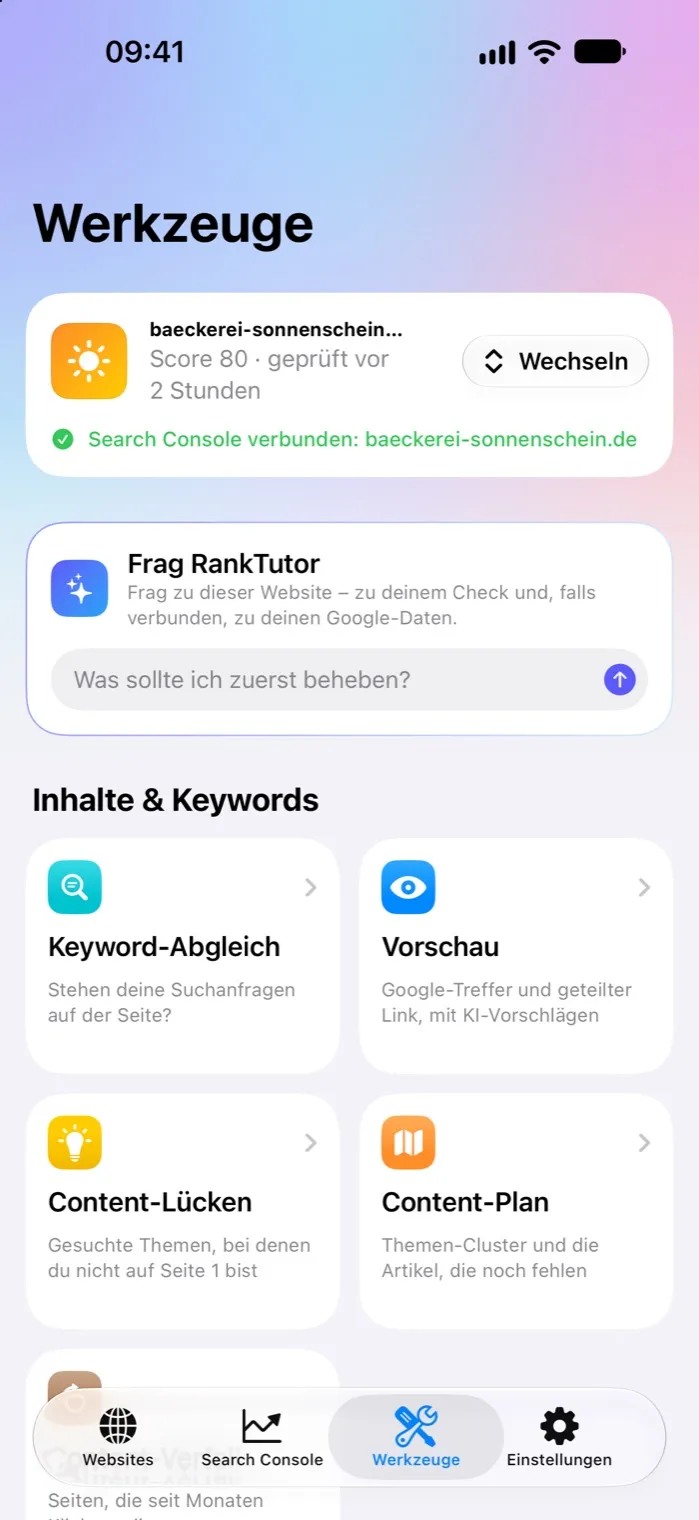 09:41
Werkzeuge
baeckerei-sonnenschein...
Score 80 · geprüft vor
2 Stunden
Wechseln
Search Console verbunden: baeckerei-sonnenschein.de
Frag RankTutor
Frag zu dieser Website – zu deinem Check und, falls
verbunden, zu deinen Google-Daten.
Was sollte ich zuerst beheben?
Inhalte & Keywords
Keyword-Abgleich
Stehen deine Suchanfragen
auf der Seite?
Vorschau
Google-Treffer und geteilter
Link, mit KI-Vorschlägen
Content-Lücken
Gesuchte Themen, bei denen
du nicht auf Seite 1 bist
Content-Plan
Themen-Cluster und die
Artikel, die noch fehlen
Websites
Search Console
Werkzeuge
Einstellungen
Seiten, die seit Monaten